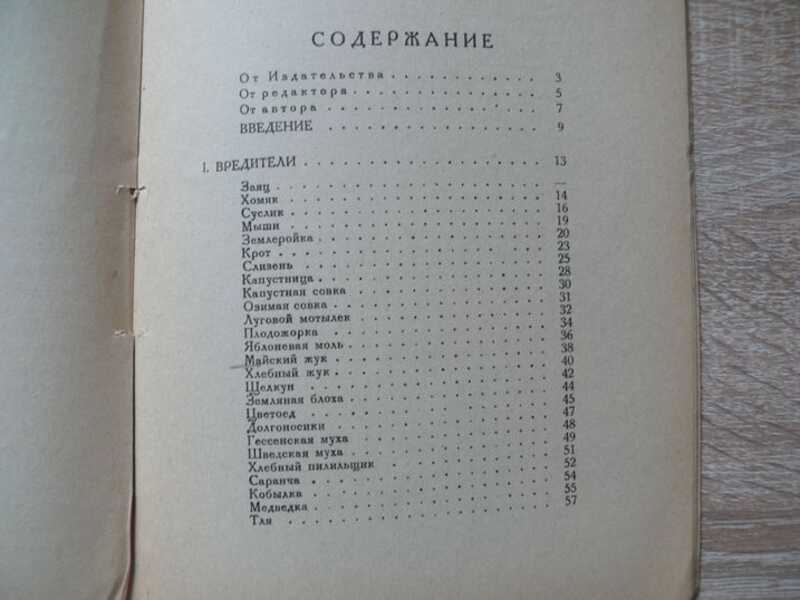 СОДЕРЖАНИЕ
От Издательства . . . . . . . . . . . 3
От редактора . . . . . . . . . . . 5
От автора . . . . . . . . . . . 7
ВВЕДЕНИЕ . . . . . . . . . . . 9
I. ВРЕДИТЕЛИ . . . . . . . . . . . 13
Заяц . . . . . . . . . . . —
Хомяк . . . . . . . . . . . 14
Суслик . . . . . . . . . . . 16
Мыши . . . . . . . . . . . 19
Землеройка . . . . . . . . . . . 20
Крот . . . . . . . . . . . 23
Слизень . . . . . . . . . . . 25
Капустница . . . . . . . . . . . 28
Капустная совка . . . . . . . . . . . 30
Озимая совка . . . . . . . . . . . 31
Луговой мотылек . . . . . . . . . . . 32
Плодожорка . . . . . . . . . . . 34
Яблоневая моль . . . . . . . . . . . 36
Майский жук . . . . . . . . . . . 38
Хлебный жук . . . . . . . . . . . 40
Щелкун . . . . . . . . . . . 42
Земляная блоха . . . . . . . . . . . 44
Цветоед . . . . . . . . . . . 45
Долгоносики . . . . . . . . . . . 47
Гессенская муха . . . . . . . . . . . 48
Шведская муха . . . . . . . . . . . 49
Хлебный пилильщик . . . . . . . . . . . 51
Саранча . . . . . . . . . . . 52
Кобылка . . . . . . . . . . . 54
Медведка . . . . . . . . . . . 55
Тля . . . . . . . . . . . 57